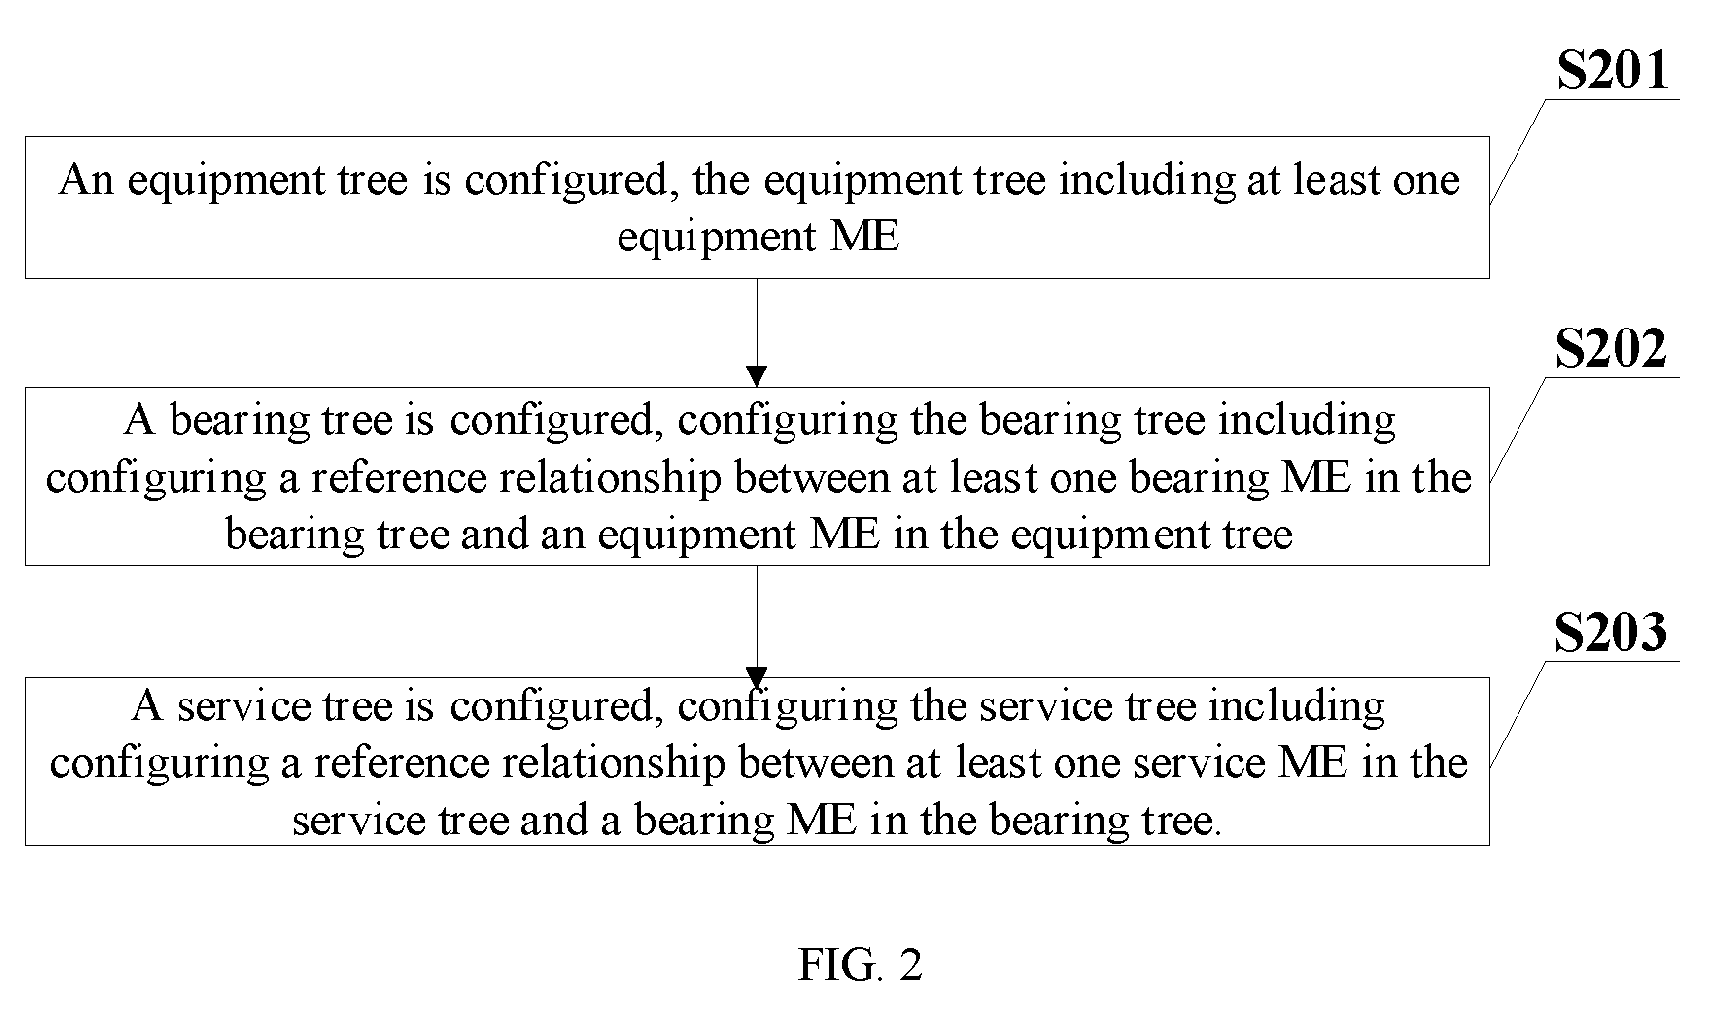 S201
An equipment tree is configured, the equipment tree including at least one
equipment ME
S202
A bearing tree is configured, configuring the bearing tree including
configuring a reference relationship between at least one bearing ME in the
bearing tree and an equipment ME in the equipment tree
S203
A service tree is configured, configuring the service tree including
configuring a reference relationship between at least one service ME in the
service tree and a bearing ME in the bearing tree.
FIG. 2